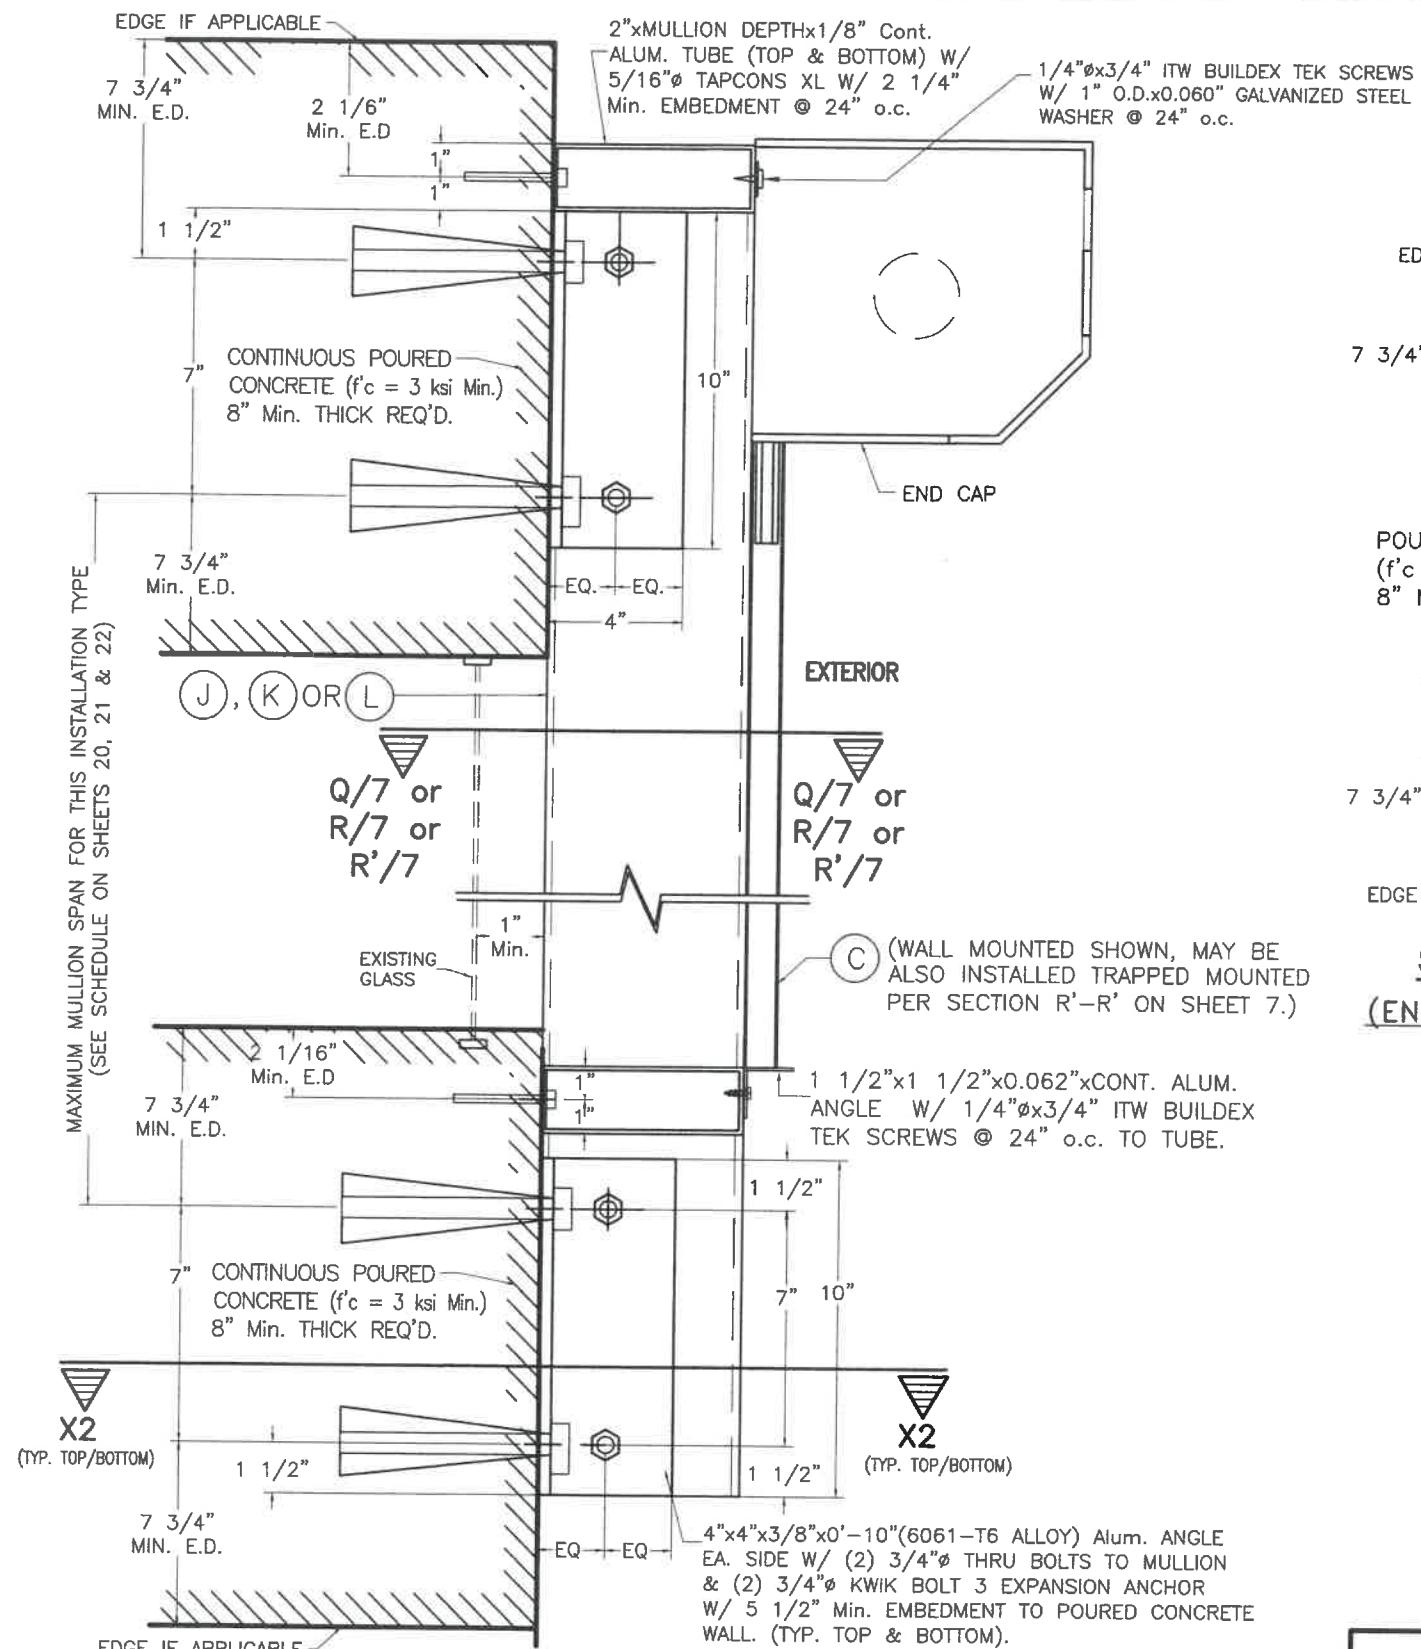 EDGE IF APPLICABLE
7 3/4"
MIN. E.D.
2 1/6"
Min. E.D
2"xMULLION DEPTHx1/8" Cont.
ALUM. TUBE (TOP & BOTTOM) W/
5/16"ø TAPCONS XL W/ 2 1/4"
Min. EMBEDMENT @ 24" o.c.
1/4"øx3/4" ITW BUILDEX TEK SCREWS
W/ 1" O.D.x0.060" GALVANIZED STEEL
WASHER @ 24" o.c.
1"
1"
1 1/2"
7"
CONTINUOUS POURED
CONCRETE (f'c = 3 ksi Min.)
8" Min. THICK REQ'D.
10"
END CAP
7 3/4"
Min. E.D.
EQ.
EQ.
4"
MAXIMUM MULLION SPAN FOR THIS INSTALLATION TYPE
(SEE SCHEDULE ON SHEETS 20, 21 & 22)
J, K OR L
EXTERIOR
Q/7 or
R/7 or
R'/7
Q/7 or
R/7 or
R'/7
1"
Min.
EXISTING
GLASS
C (WALL MOUNTED SHOWN, MAY BE
ALSO INSTALLED TRAPPED MOUNTED
PER SECTION R'-R' ON SHEET 7.)
2 1/16"
Min. E.D
7 3/4"
MIN. E.D.
1"
1"
1 1/2"x1 1/2"x0.062"xCONT. ALUM.
ANGLE W/ 1/4"øx3/4" ITW BUILDEX
TEK SCREWS @ 24" o.c. TO TUBE.
1 1/2"
7"
CONTINUOUS POURED
CONCRETE (f'c = 3 ksi Min.)
8" Min. THICK REQ'D.
7"
10"
X2
(TYP. TOP/BOTTOM)
X2
(TYP. TOP/BOTTOM)
1 1/2"
1 1/2"
7 3/4"
MIN. E.D.
EQ
EQ
4"x4"x3/8"x0'-10"(6061-T6 ALLOY) Alum. ANGLE
EA. SIDE W/ (2) 3/4"ø THRU BOLTS TO MULLION
& (2) 3/4"ø KWIK BOLT 3 EXPANSION ANCHOR
W/ 5 1/2" Min. EMBEDMENT TO POURED CONCRETE
WALL. (TYP. TOP & BOTTOM).
EDGE IF APPLICABLE
7 3/4"
(f'c
8"
7 3/4"
EDGE